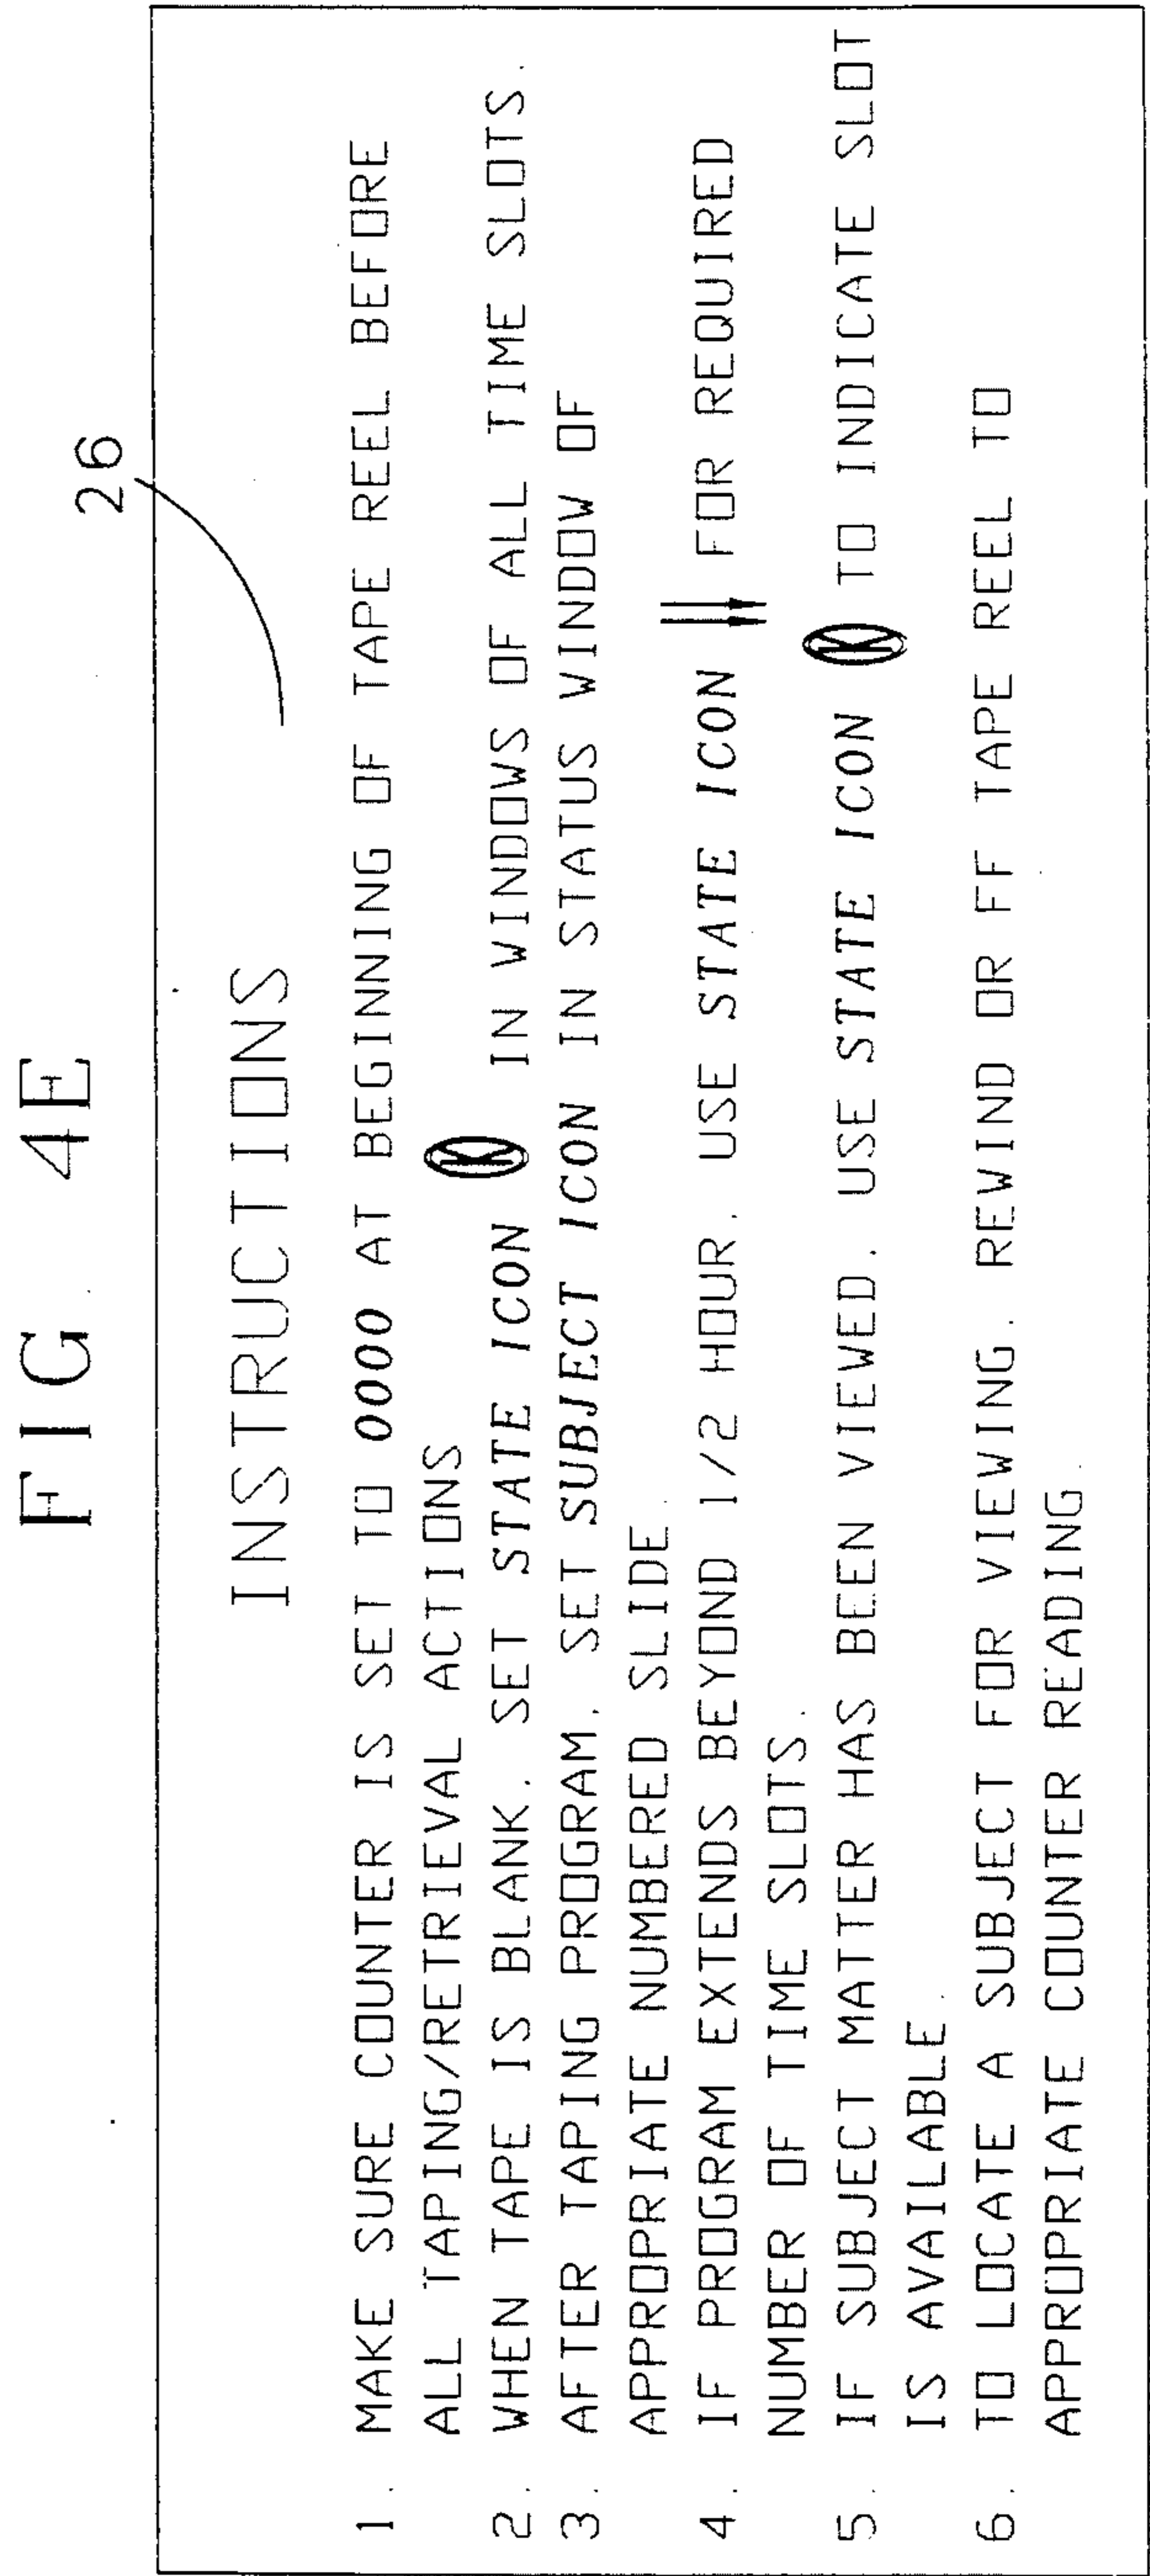 FIG. 4E
26
INSTRUCTIONS
1. MAKE SURE COUNTER IS SET TO 0000 AT BEGINNING OF TAPE REEL BEFORE
ALL TAPING/RETRIEVAL ACTIONS
2. WHEN TAPE IS BLANK. SET STATE ICON K IN WINDOWS OF ALL TIME SLOTS.
3. AFTER TAPING PROGRAM. SET SUBJECT ICON IN STATUS WINDOW OF
APPROPRIATE NUMBERED SLIDE.
4. IF PROGRAM EXTENDS BEYOND 1/2 HOUR. USE STATE ICON FOR REQUIRED
NUMBER OF TIME SLOTS.
5. IF SUBJECT MATTER HAS BEEN VIEWED. USE STATE ICON K TO INDICATE SLOT
IS AVAILABLE.
6. TO LOCATE A SUBJECT FOR VIEWING. REWIND OR FF TAPE REEL TO
APPROPRIATE COUNTER READING.